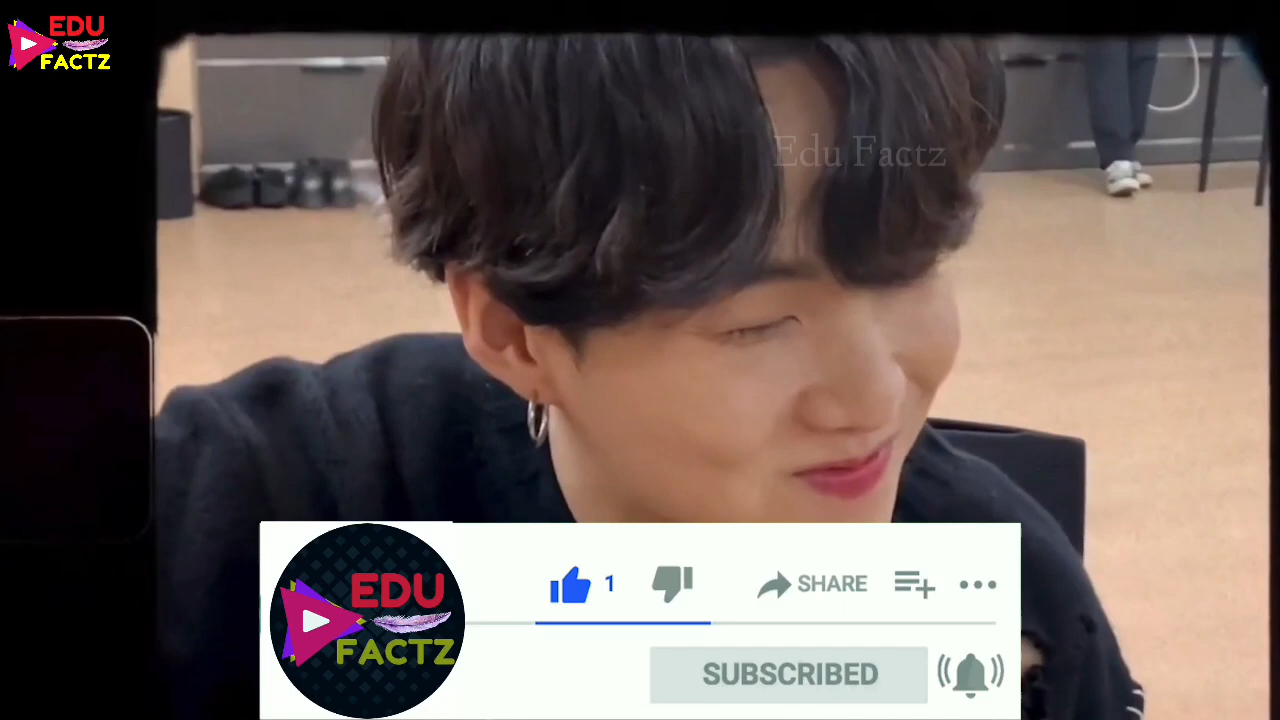 EDU
FACTZ
Edu Factz
1
SHARE
EDU
FACTZ
SUBSCRIBED